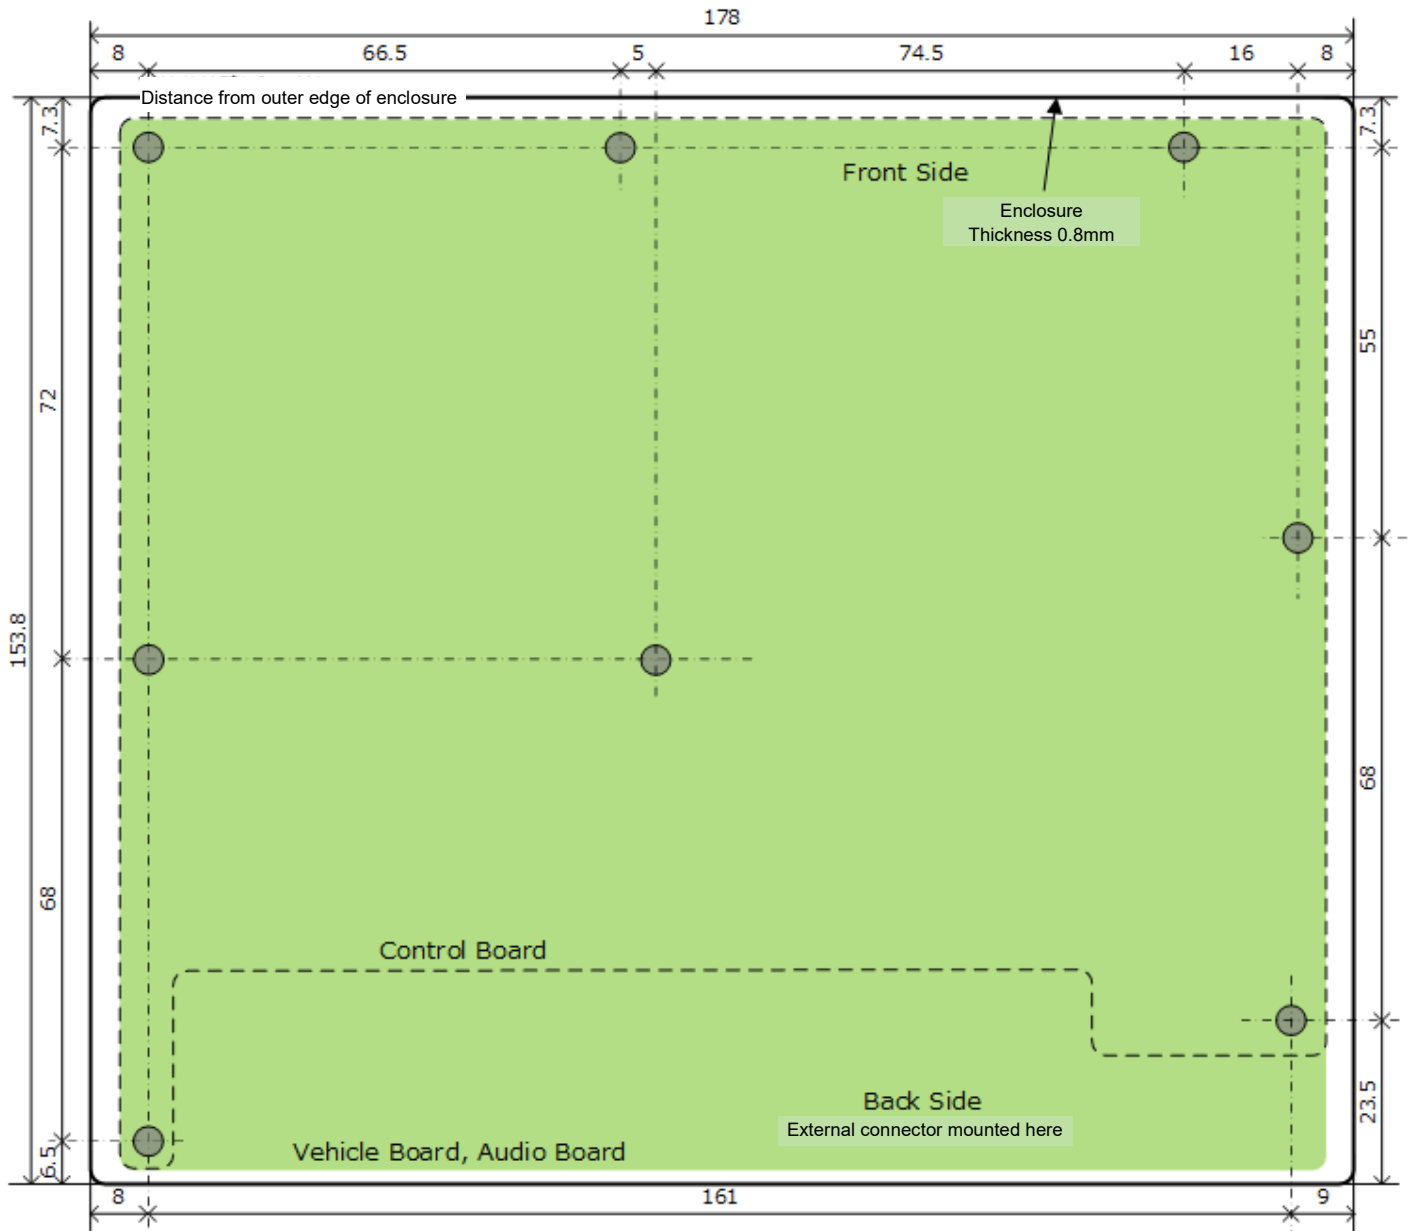 178
8 66.5 5 74.5 16 8
Distance from outer edge of enclosure
7.3
7.3
Front Side
Enclosure
Thickness 0.8mm
55
72
153.8
68
68
Control Board
Back Side
External connector mounted here
23.5
Vehicle Board, Audio Board
6.5
8 161 9